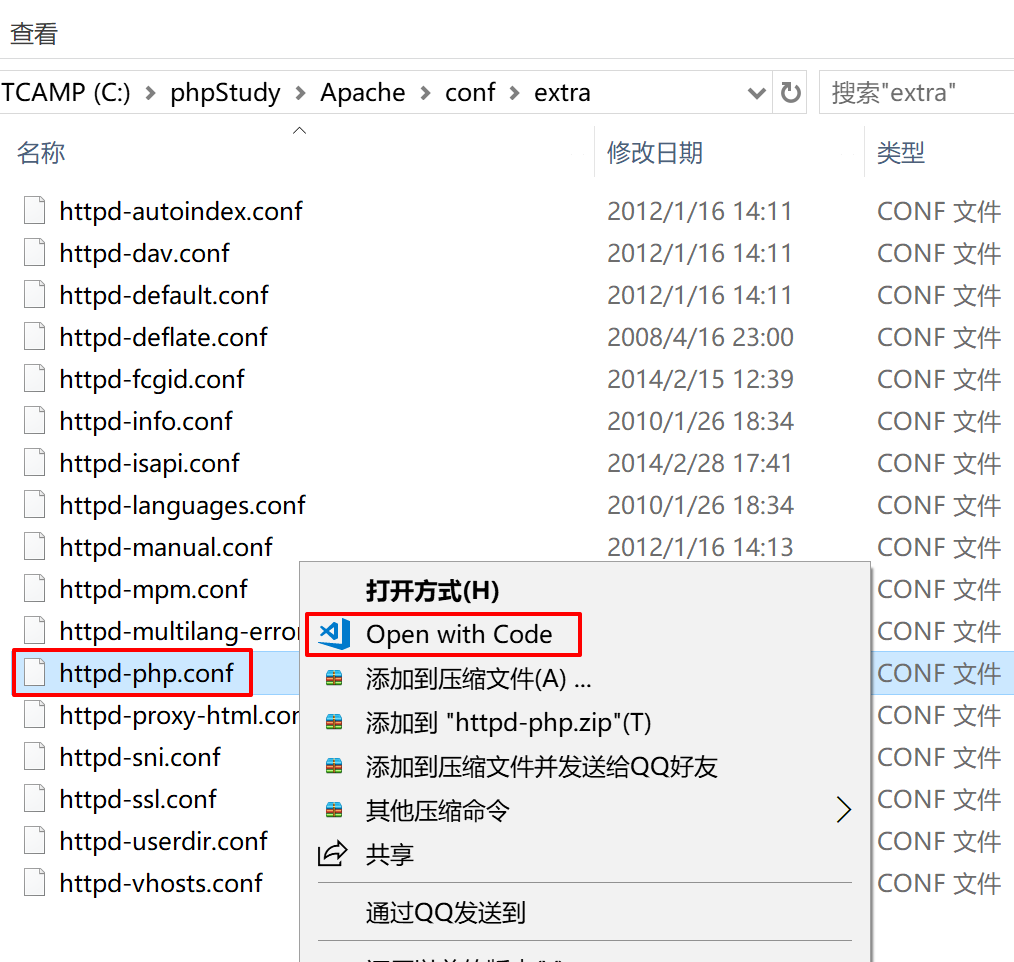 查看
TCAMP (C:) > phpStudy > Apache > conf > extra 搜索"extra"
名称 修改日期 类型
httpd-autoindex.conf 2012/1/16 14:11 CONF 文件
httpd-dav.conf 2012/1/16 14:11 CONF 文件
httpd-default.conf 2012/1/16 14:11 CONF 文件
httpd-deflate.conf 2008/4/16 23:00 CONF 文件
httpd-fcgid.conf 2014/2/15 12:39 CONF 文件
httpd-info.conf 2010/1/26 18:34 CONF 文件
httpd-isapi.conf 2014/2/28 17:41 CONF 文件
httpd-languages.conf 2010/1/26 18:34 CONF 文件
httpd-manual.conf 2012/1/16 14:13 CONF 文件
httpd-mpm.conf CONF 文件
httpd-multilang-error CONF 文件
httpd-php.conf CONF 文件
httpd-proxy-html.con CONF 文件
httpd-sni.conf CONF 文件
httpd-ssl.conf CONF 文件
httpd-userdir.conf CONF 文件
httpd-vhosts.conf CONF 文件
打开方式(H)
Open with Code
添加到压缩文件(A) ...
添加到 "httpd-php.zip"(T)
添加到压缩文件并发送给QQ好友
其他压缩命令
共享
通过QQ发送到